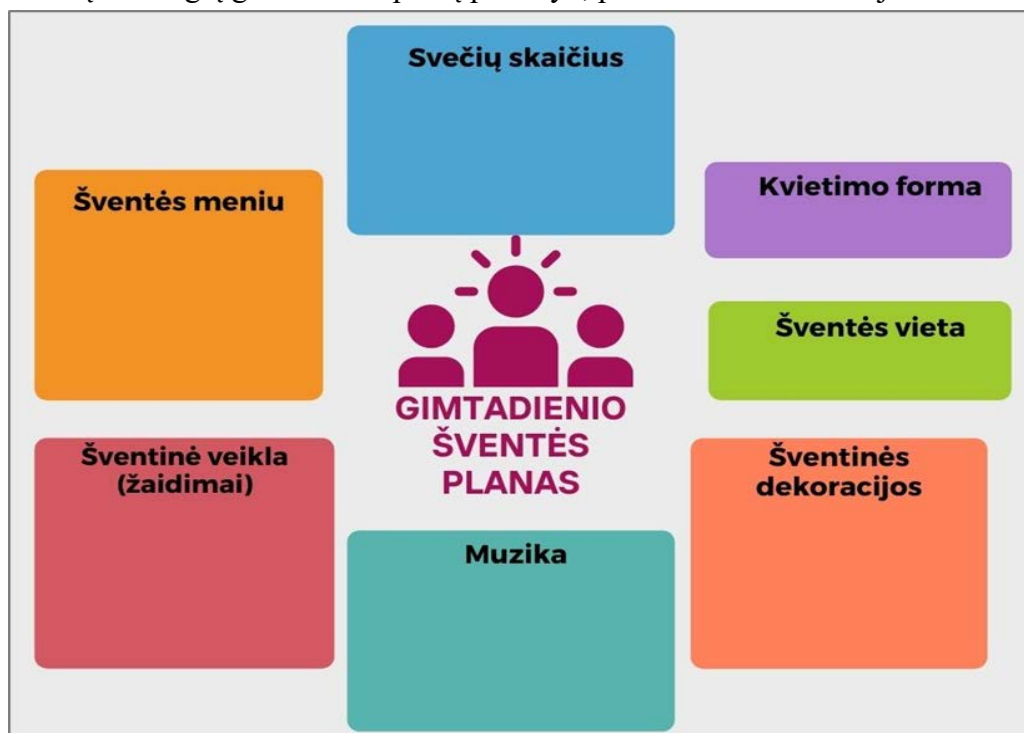 Svečių skaičius
Šventės meniu
Kvietimo forma
Šventės vieta
GIMTADIENIO
ŠVENTĖS
PLANAS
Šventinė veikla
(žaidimai)
Šventinės
dekoracijos
Muzika